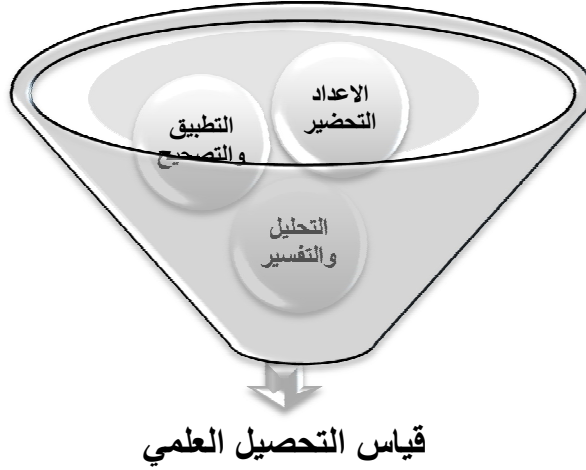 الاعداد
التحضير
التطبيق
والتصحيح
التحليل
والتفسير
قياس التحصيل العلمي